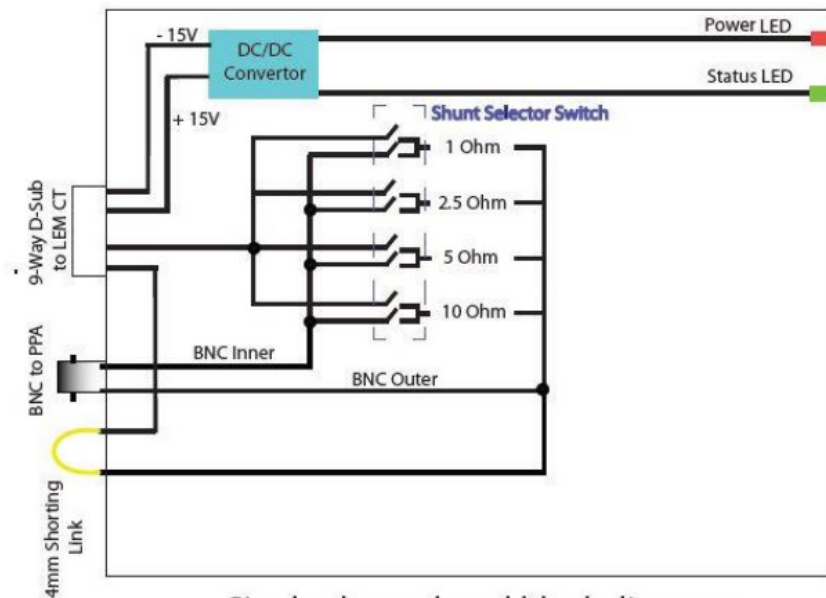 - 15V
DC/DC
Convertor
Power LED
Status LED
+ 15V
Shunt Selector Switch
1 Ohm
2.5 Ohm
5 Ohm
10 Ohm
9-Way D-Sub
to LEM CT
BNC to PPA
BNC Inner
BNC Outer
4mm Shorting
Link